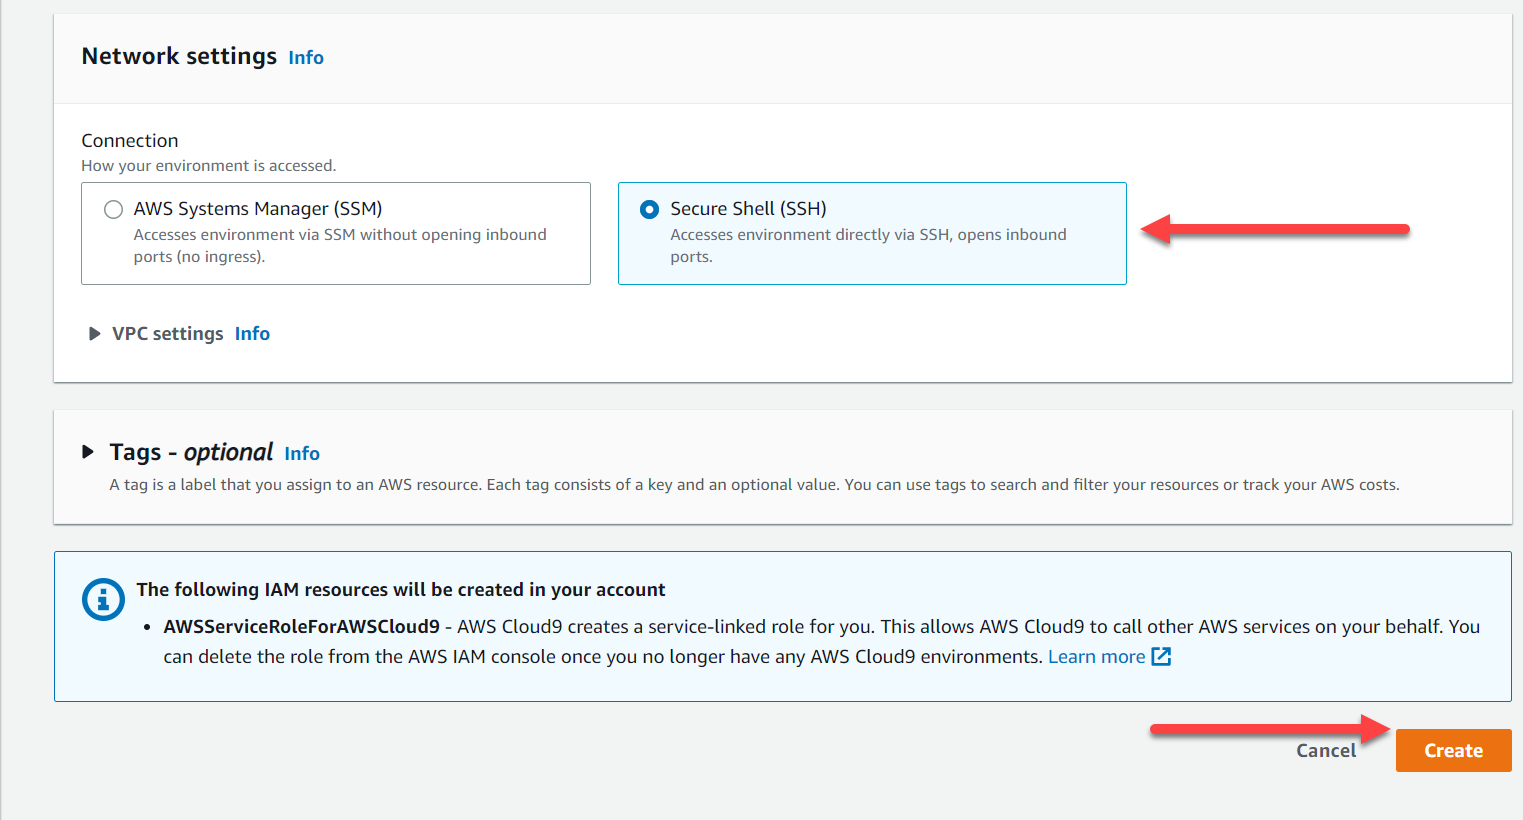 Network settings Info
Connection
How your environment is accessed.
AWS Systems Manager (SSM)
Accesses environment via SSM without opening inbound
ports (no ingress).
Secure Shell (SSH)
Accesses environment directly via SSH, opens inbound
ports.
VPC settings Info
Tags - optional Info
A tag is a label that you assign to an AWS resource. Each tag consists of a key and an optional value. You can use tags to search and filter your resources or track your AWS costs.
The following IAM resources will be created in your account
• AWSServiceRoleForAWSCloud9 - AWS Cloud9 creates a service-linked role for you. This allows AWS Cloud9 to call other AWS services on your behalf. You
can delete the role from the AWS IAM console once you no longer have any AWS Cloud9 environments. Learn more
Cancel Create